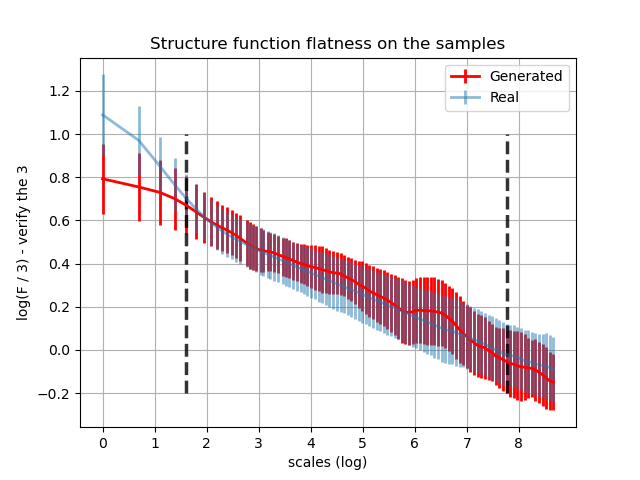 Structure function flatness on the samples
Generated
Real
1.2
1.0
0.8
0.6
0.4
0.2
0.0
−0.2
log(F / 3) - verify the 3
0 1 2 3 4 5 6 7 8
scales (log)